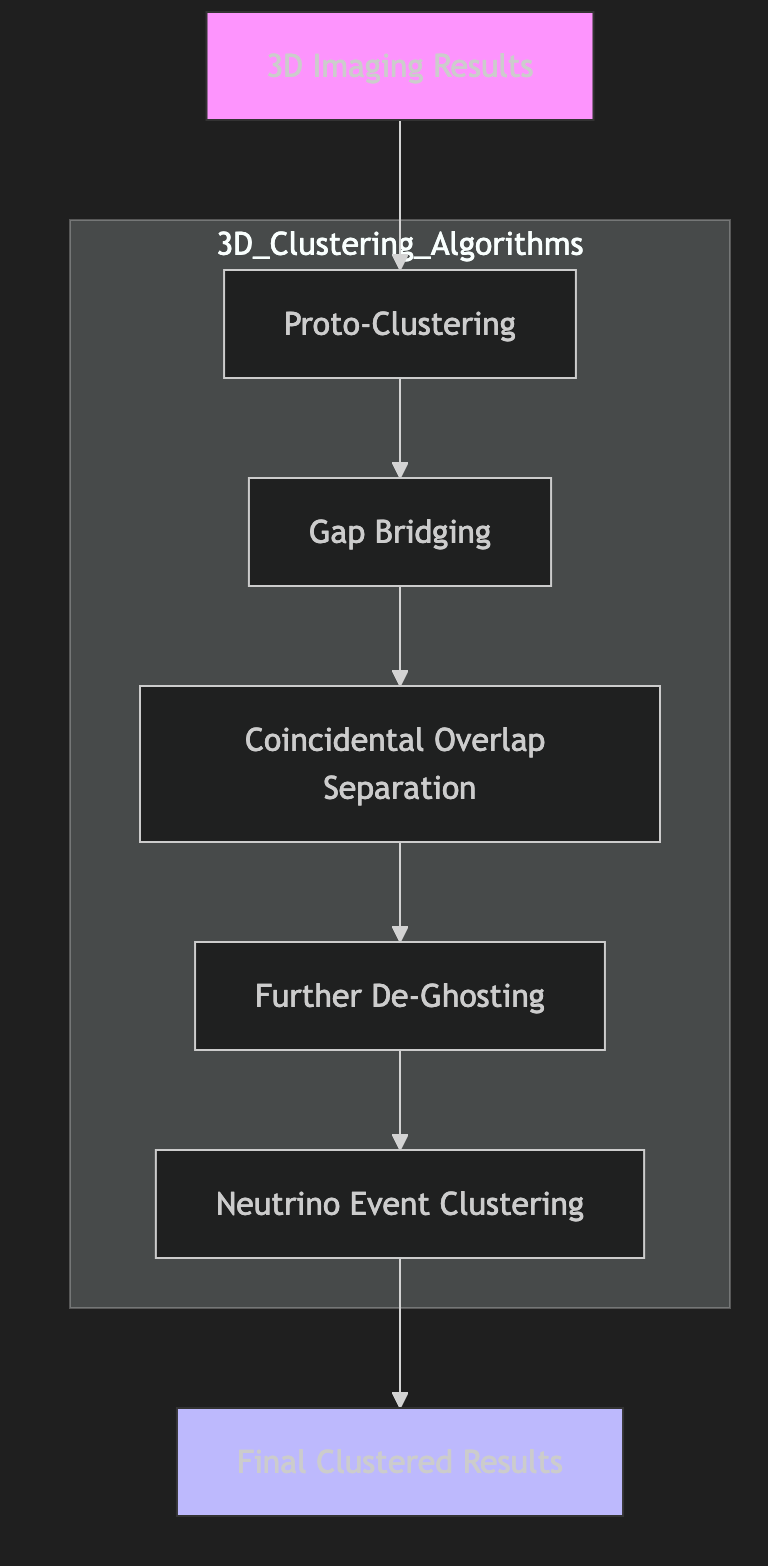 3D Imaging Results
3D_Clustering_Algorithms
Proto-Clustering
Gap Bridging
Coincidental Overlap
Separation
Further De-Ghosting
Neutrino Event Clustering
Final Clustered Results